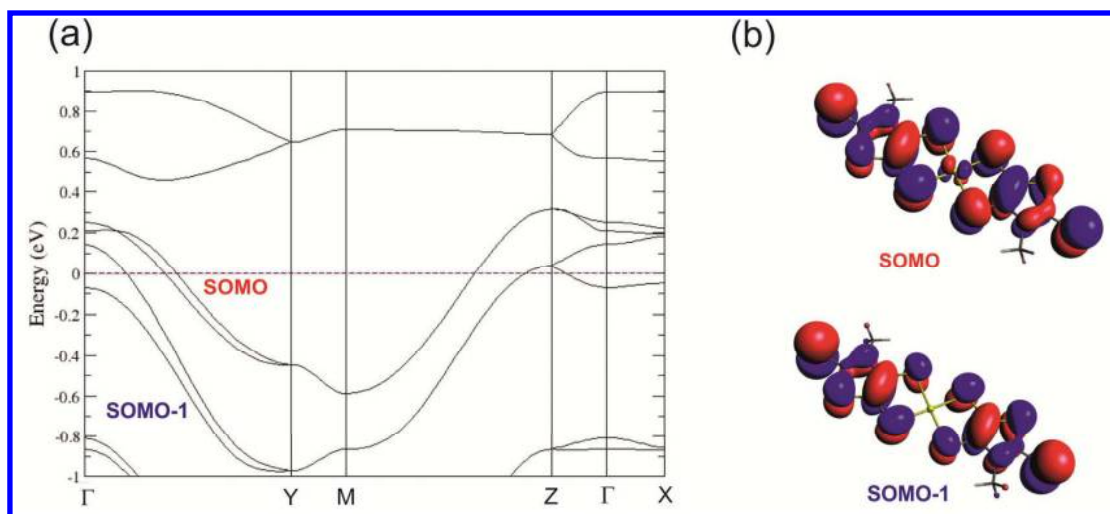 (a)
(b)
1
0.8
0.6
0.4
0.2
0
-0.2
-0.4
-0.6
-0.8
-1
Energy (eV)
SOMO
SOMO-1
Γ Y M Z Γ X
SOMO
SOMO-1